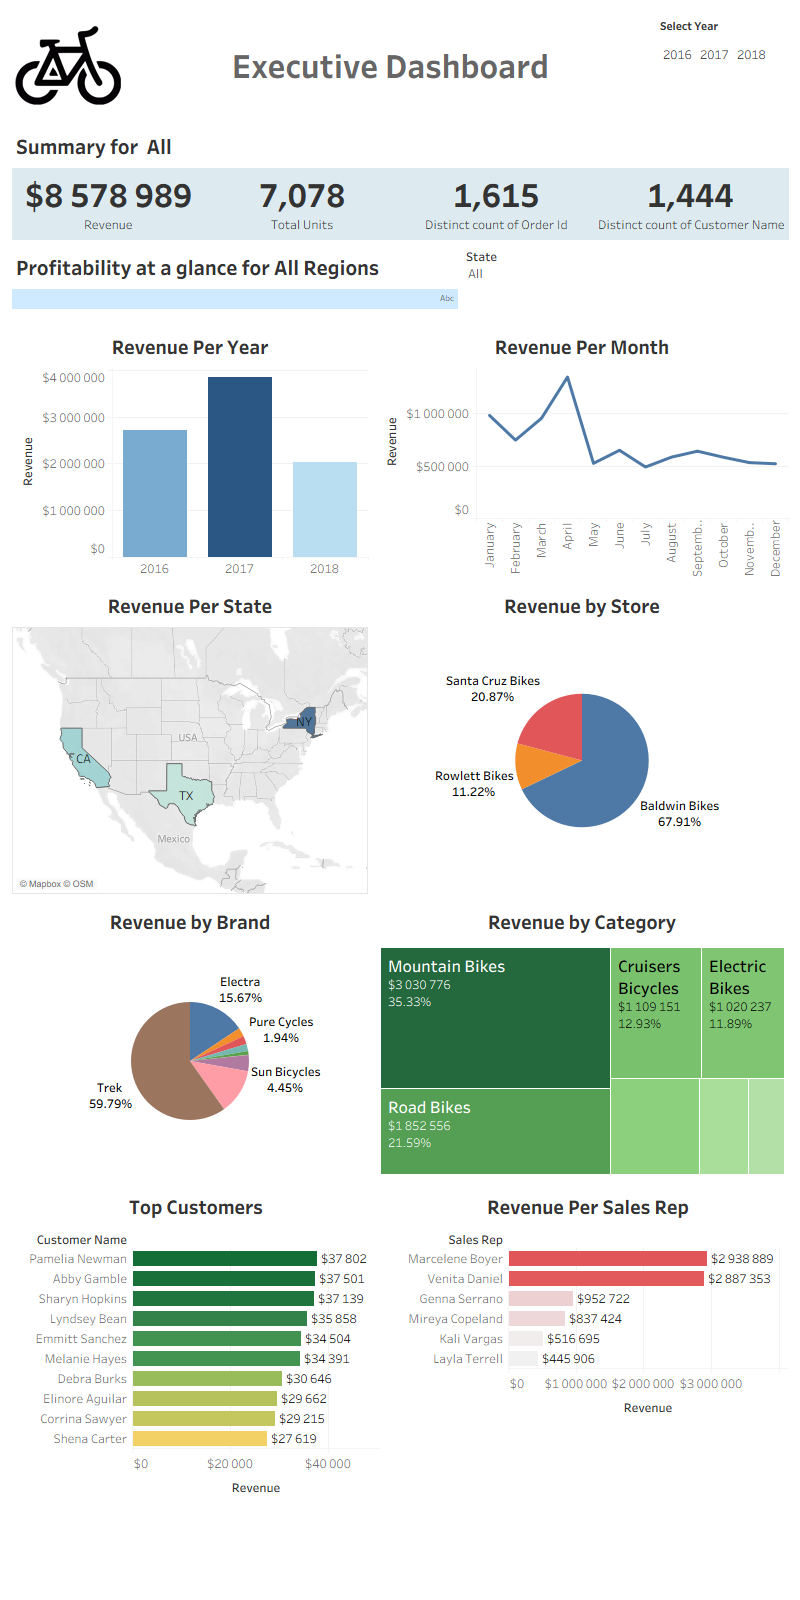 Select Year
2016 2017 2018
Executive Dashboard
Summary for All
$8 578 989
7,078
1,615
1,444
Revenue
Total Units
Distinct count of Order Id
Distinct count of Customer Name
Profitability at a glance for All Regions
State
All
Abc
Revenue Per Year
Revenue
$4 000 000
$3 000 000
$2 000 000
$1 000 000
$0
2016
2017
2018
Revenue Per Month
Revenue
$1 000 000
$500 000
$0
January
February
March
April
May
June
July
August
Septemb..
October
Novemb..
December
Revenue Per State
USA
NY
CA
TX
Mexico
© Mapbox © OSM
Revenue by Store
Santa Cruz Bikes
20.87%
Rowlett Bikes
11.22%
Baldwin Bikes
67.91%
Revenue by Brand
Electra
15.67%
Pure Cycles
1.94%
Sun Bicycles
4.45%
Trek
59.79%
Revenue by Category
Mountain Bikes
$3 030 776
35.33%
Cruisers
Bicycles
$1 109 151
12.93%
Electric
Bikes
$1 020 237
11.89%
Road Bikes
$1 852 556
21.59%
Top Customers
Customer Name
Pamelia Newman $37 802
Abby Gamble $37 501
Sharyn Hopkins $37 139
Lyndsey Bean $35 858
Emmitt Sanchez $34 504
Melanie Hayes $34 391
Debra Burks $30 646
Elinore Aguilar $29 662
Corrina Sawyer $29 215
Shena Carter $27 619
$0 $20 000 $40 000
Revenue
Revenue Per Sales Rep
Sales Rep
Marcelene Boyer $2 938 889
Venita Daniel $2 887 353
Genna Serrano $952 722
Mireya Copeland $837 424
Kali Vargas $516 695
Layla Terrell $445 906
$0 $1 000 000 $2 000 000 $3 000 000
Revenue